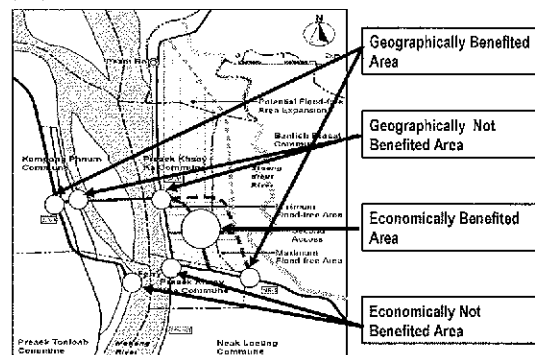 N
Peam Ro
Potential Flood-free
Area Expansion
Banlich Prasat
Commune
Kampong Phnum
Commune
Preaek Khsay
Ka Commune
River
Flood-free Area
Second
Access
Maximum
Flood-free Area
Preaek Khsay
Commune
Preaek Tonloab
Commune
Mekong
River
Neak Loeung
Commune
Geographically Benefited
Area
Geographically Not
Benefited Area
Economically Benefited
Area
Economically Not
Benefited Area